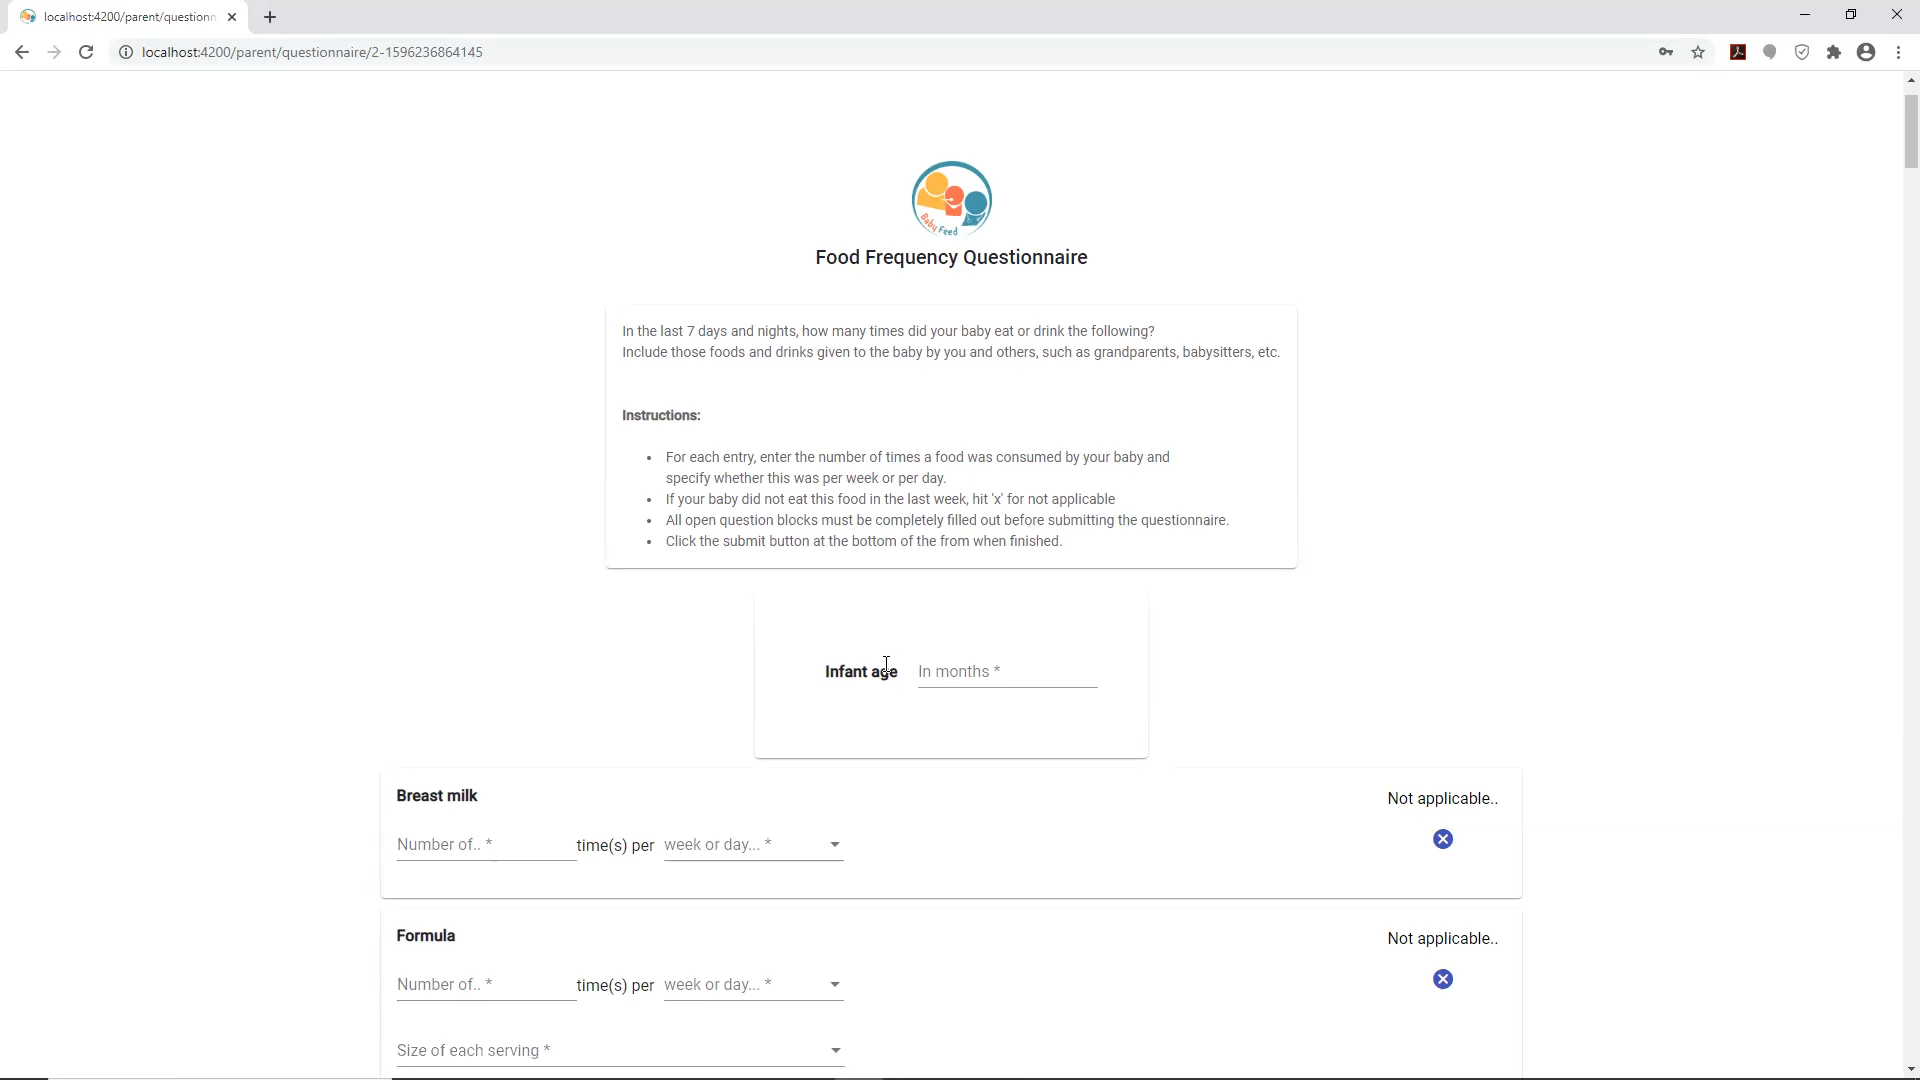 localhost:4200/parent/questionn
localhost:4200/parent/questionnaire/2-1596236864145
Baby Feed
Food Frequency Questionnaire
In the last 7 days and nights, how many times did your baby eat or drink the following?
Include those foods and drinks given to the baby by you and others, such as grandparents, babysitters, etc.
Instructions:
• For each entry, enter the number of times a food was consumed by your baby and
specify whether this was per week or per day.
• If your baby did not eat this food in the last week, hit 'x' for not applicable
• All open question blocks must be completely filled out before submitting the questionnaire.
• Click the submit button at the bottom of the from when finished.
Infant age In months *
Breast milk Not applicable..
Number of.. * time(s) per week or day... *
Formula Not applicable..
Number of.. * time(s) per week or day... *
Size of each serving *